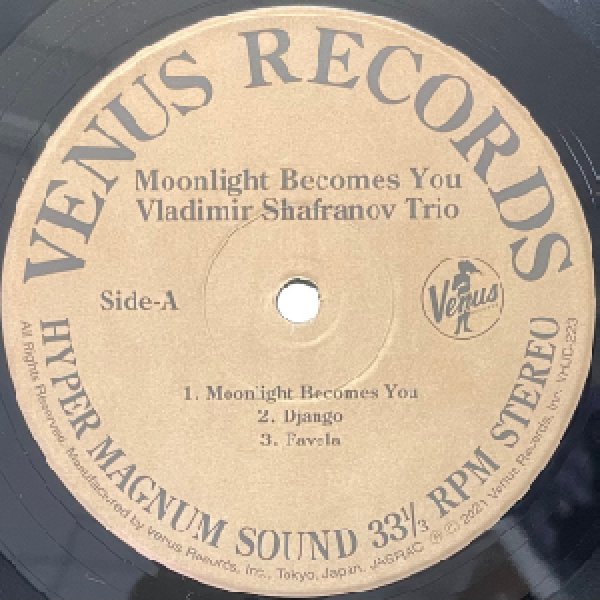 VENUS RECORDS
Moonlight Becomes You
Vladimir Shafranov Trio
Side-A
Venus
1. Moonlight Becomes You
2. Django
3. Favela
HYPER MAGNUM SOUND 33⅓ RPM STEREO
All Rights Reserved. Manufactured by Venus Records, Inc., Tokyo, Japan. JASRAC Ⓟ © 2021 Venus Records, Inc. VHJD-223